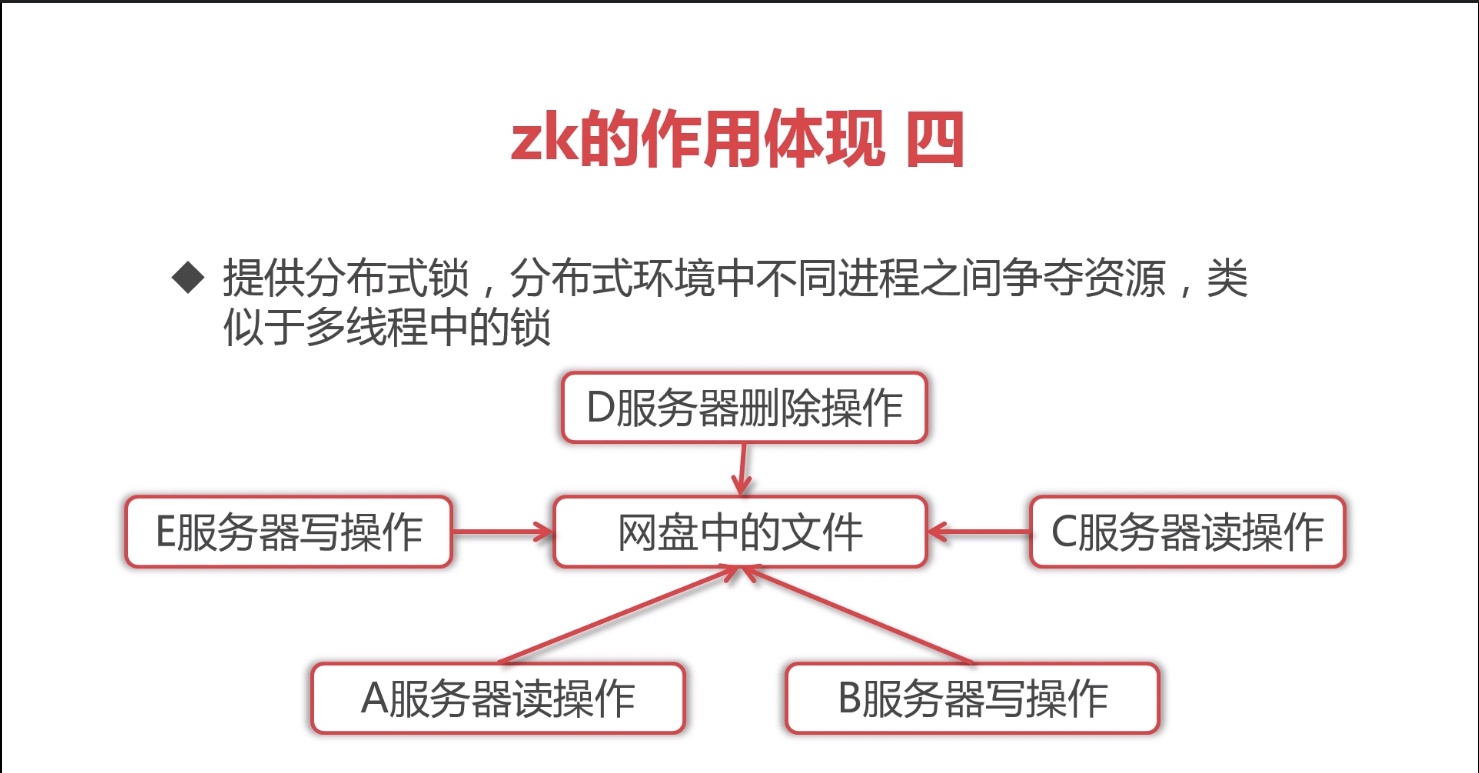 zk的作用体现 四
提供分布式锁，分布式环境中不同进程之间争夺资源，类
似于多线程中的锁
D服务器删除操作
E服务器写操作
网盘中的文件
C服务器读操作
A服务器读操作
B服务器写操作